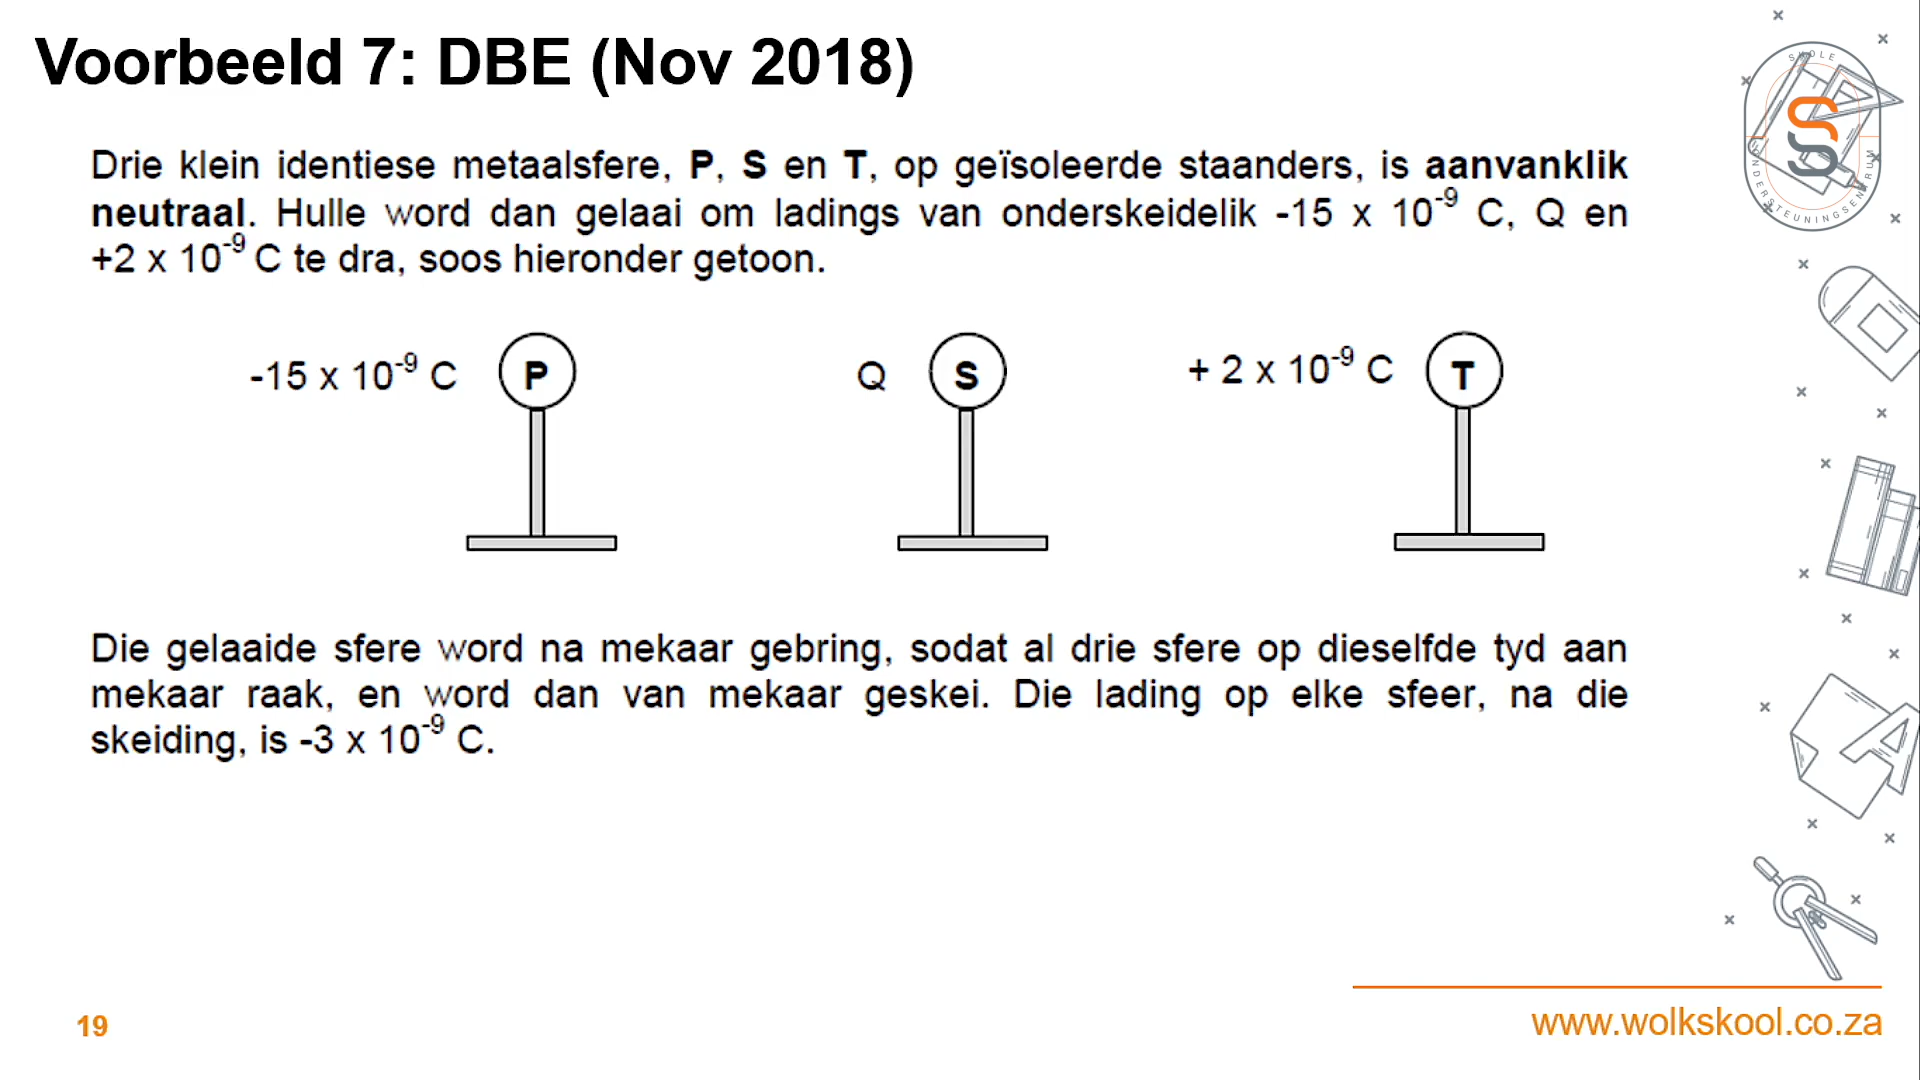 Voorbeeld 7: DBE (Nov 2018)
SKOLE
ONDERSTEUNINGSENTRUM
Drie klein identiese metaalsfere, P, S en T, op geïsoleerde staanders, is aanvanklik
neutraal. Hulle word dan gelaai om ladings van onderskeidelik -15 x 10⁻⁹ C, Q en
+2 x 10⁻⁹ C te dra, soos hieronder getoon.
-15 x 10⁻⁹ C P Q S + 2 x 10⁻⁹ C T
Die gelaaide sfere word na mekaar gebring, sodat al drie sfere op dieselfde tyd aan
mekaar raak, en word dan van mekaar geskei. Die lading op elke sfeer, na die
skeiding, is -3 x 10⁻⁹ C.
19
www.wolkskool.co.za